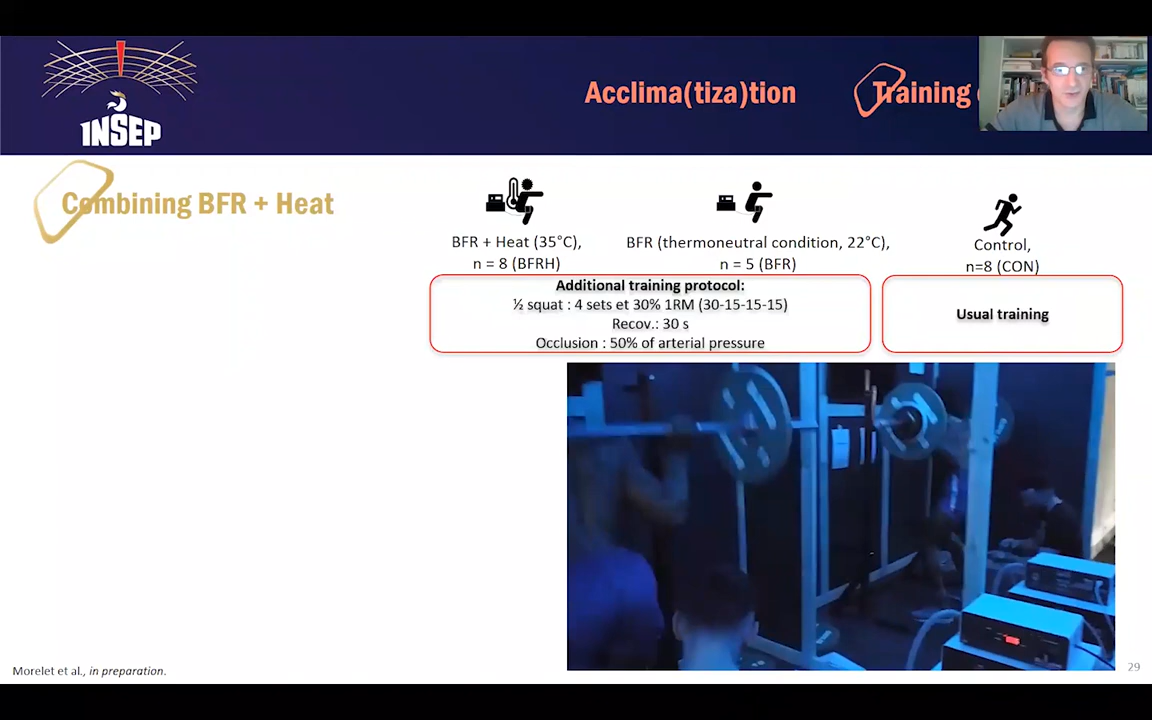 INSEP
Acclima(tiza)tion
Training
Combining BFR + Heat
BFR + Heat (35°C),
n = 8 (BFRH)
BFR (thermoneutral condition, 22°C),
n = 5 (BFR)
Control,
n=8 (CON)
Additional training protocol:
½ squat : 4 sets et 30% 1RM (30-15-15-15)
Recov.: 30 s
Occlusion : 50% of arterial pressure
Usual training
Morelet et al., in preparation.
29